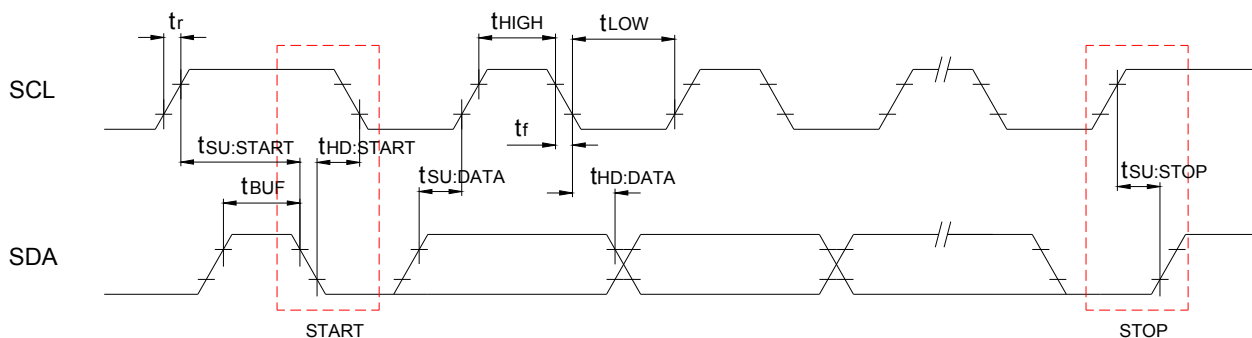 tr
tHIGH
tLOW
SCL
tf
tSU:START
tHD:START
tSU:DATA
tHD:DATA
tSU:STOP
tBUF
SDA
START
STOP